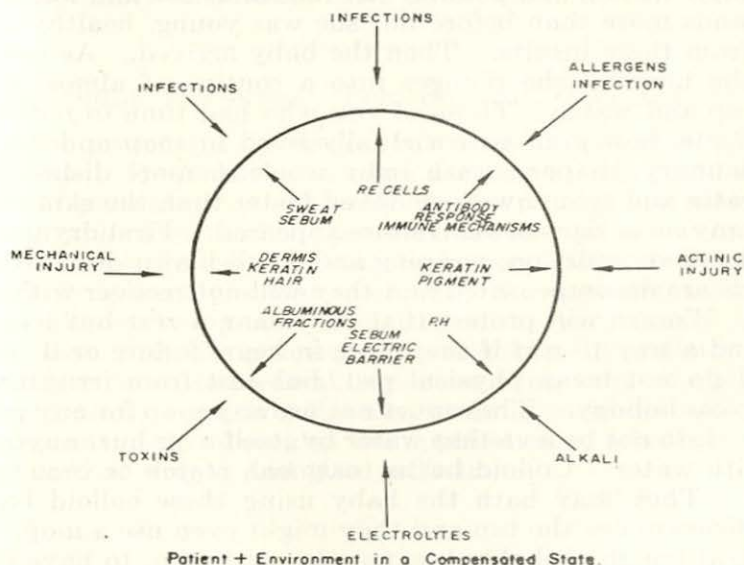 INFECTIONS
ALLERGENS
INFECTION
INFECTIONS
RE CELLS
SWEAT
SEBUM
ANTIBODY
RESPONSE
IMMUNE MECHANISMS
MECHANICAL
INJURY
DERMIS
KERATIN
HAIR
KERATIN
PIGMENT
ACTINIC
INJURY
ALBUMINOUS
FRACTIONS
PH
SEBUM
ELECTRIC
BARRIER
TOXINS
ALKALI
ELECTROLYTES
Patient + Environment in a Compensated State.